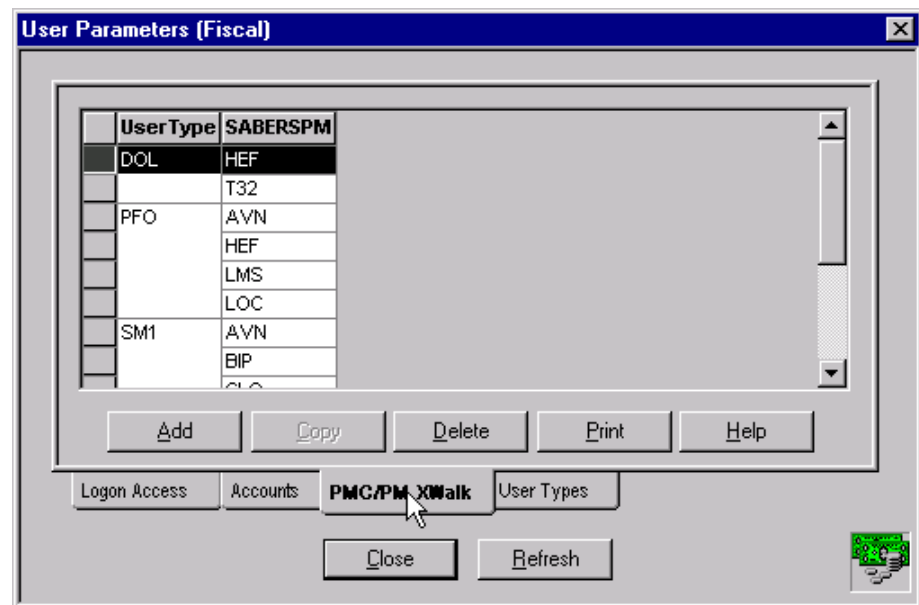 User Parameters (Fiscal)
UserType SABERSPM
DOL HEF
T32
PFO AVN
HEF
LMS
LOC
SM1 AVN
BIP
Add Copy Delete Print Help
Logon Access Accounts PMC/PM XWalk User Types
Close Refresh